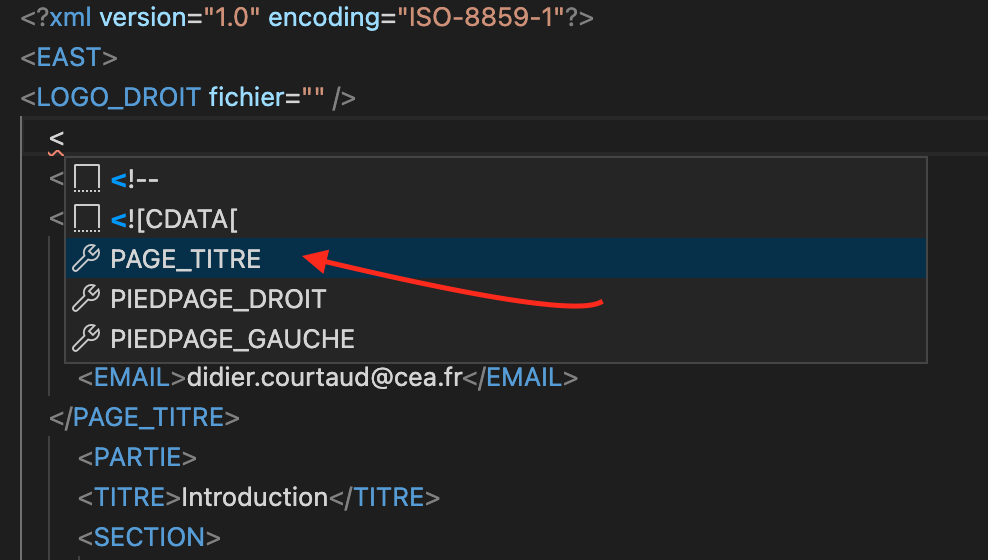 <?xml version="1.0" encoding="ISO-8859-1"?>
<EAST>
<LOGO_DROIT fichier="" />
<
<
<!--
<
<![CDATA[
PAGE_TITRE
PIEDPAGE_DROIT
PIEDPAGE_GAUCHE
<EMAIL>didier.courtaud@cea.fr</EMAIL>
</PAGE_TITRE>
<PARTIE>
<TITRE>Introduction</TITRE>
<SECTION>